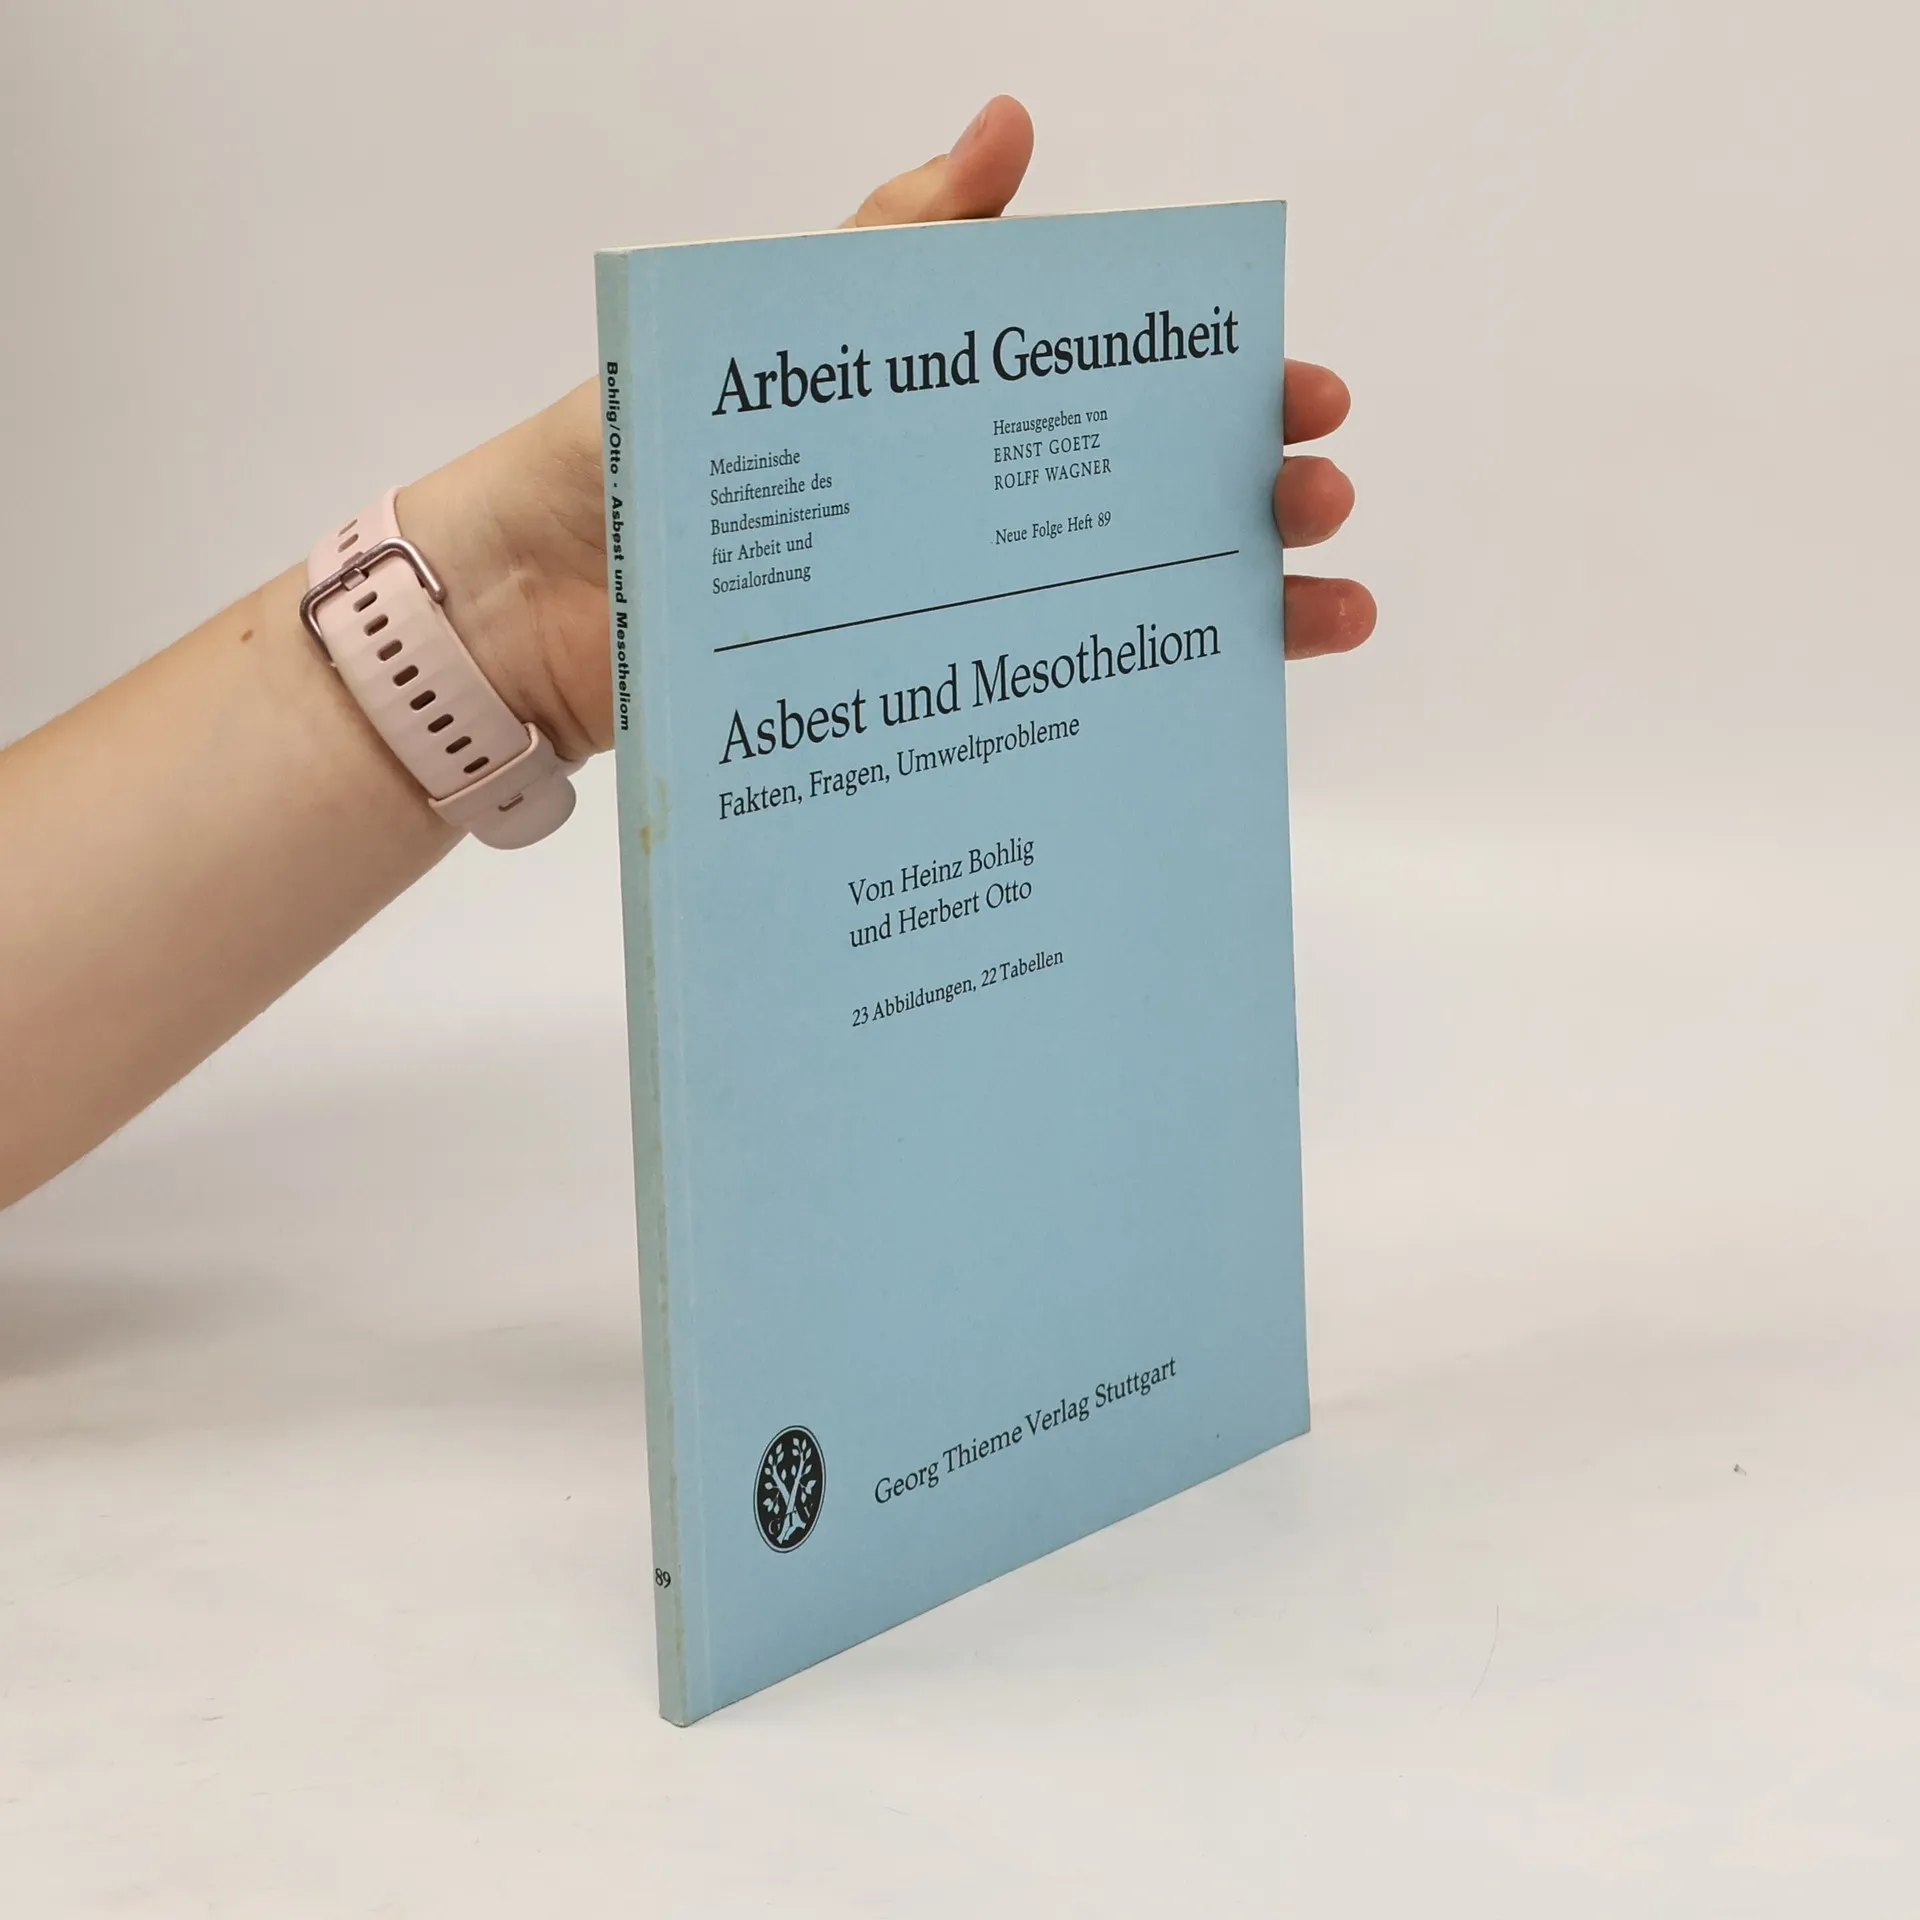 Arbeit und Gesundheit
Medizinische
Schriftenreihe des
Bundesministeriums
für Arbeit und
Sozialordnung
Herausgegeben von
ERNST GOETZ
ROLFF WAGNER
Neue Folge Heft 89
Asbest und Mesotheliom
Fakten, Fragen, Umweltprobleme
Von Heinz Bohlig
und Herbert Otto
23 Abbildungen, 22 Tabellen
Georg Thieme Verlag Stuttgart
GTV
Bohlig/Otto · Asbest und Mesotheliom
89